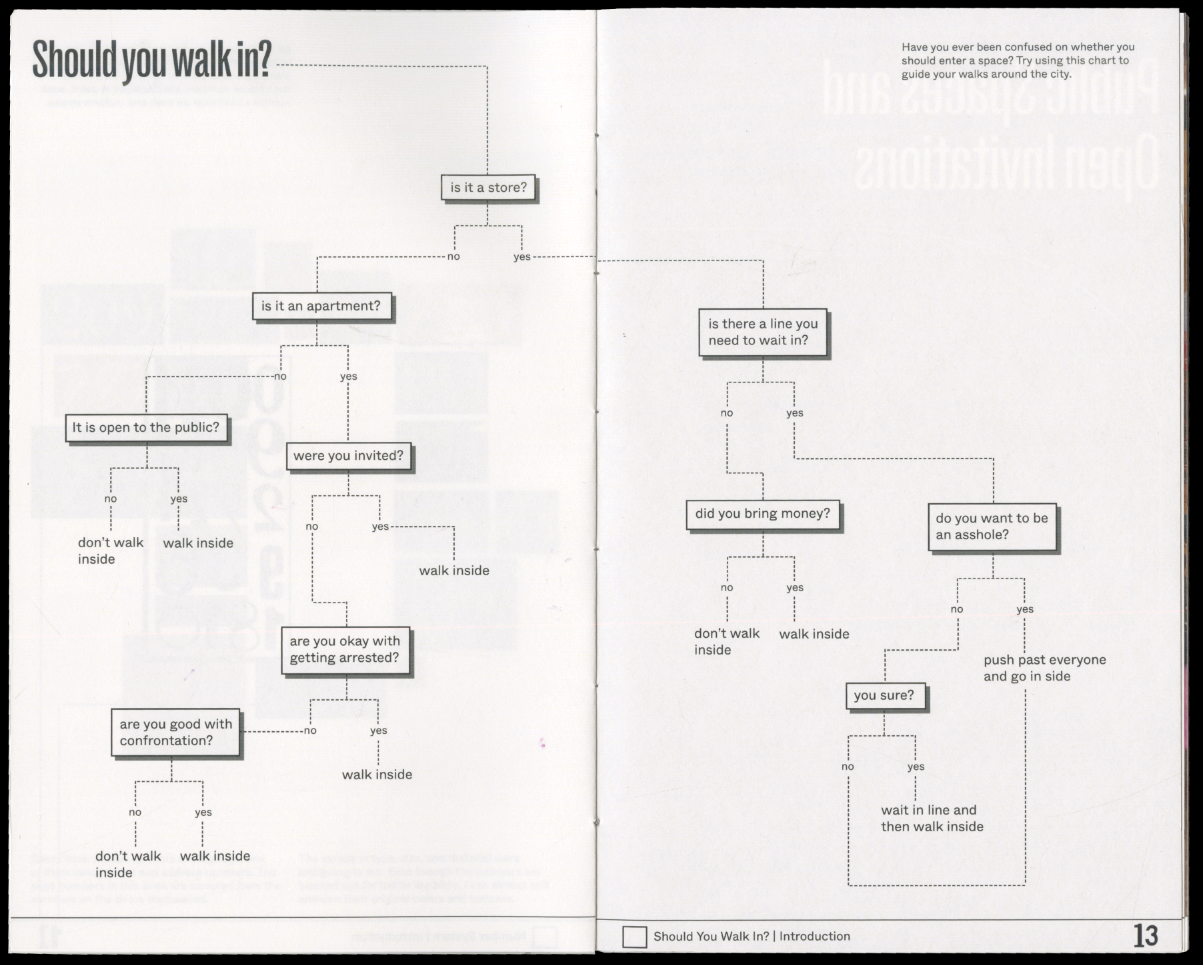 Should you walk in?
Have you ever been confused on whether you
should enter a space? Try using this chart to
guide your walks around the city.
is it a store?
no
yes
is it an apartment?
no
yes
It is open to the public?
no
yes
don't walk
inside
walk inside
were you invited?
no
yes
walk inside
are you okay with
getting arrested?
no
yes
walk inside
are you good with
confrontation?
no
yes
don't walk
inside
walk inside
is there a line you
need to wait in?
no
yes
did you bring money?
no
yes
don't walk
inside
walk inside
do you want to be
an asshole?
no
yes
push past everyone
and go in side
you sure?
no
yes
wait in line and
then walk inside
Should You Walk In? | Introduction
13